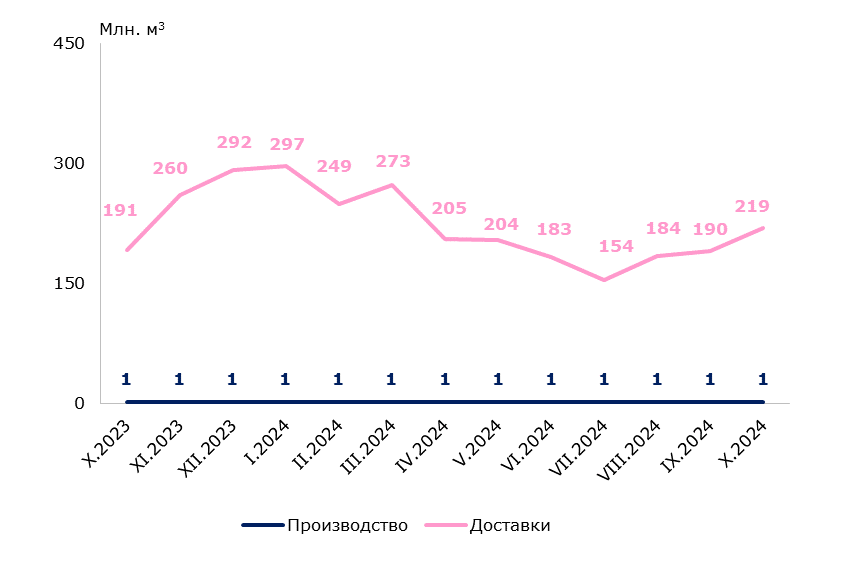 Млн. м³
450
300
150
0
191
260
292
297
249
273
205
204
183
154
184
190
219
1
1
1
1
1
1
1
1
1
1
1
1
1
X.2023
XI.2023
XII.2023
I.2024
II.2024
III.2024
IV.2024
V.2024
VI.2024
VII.2024
VIII.2024
IX.2024
X.2024
Производство
Доставки